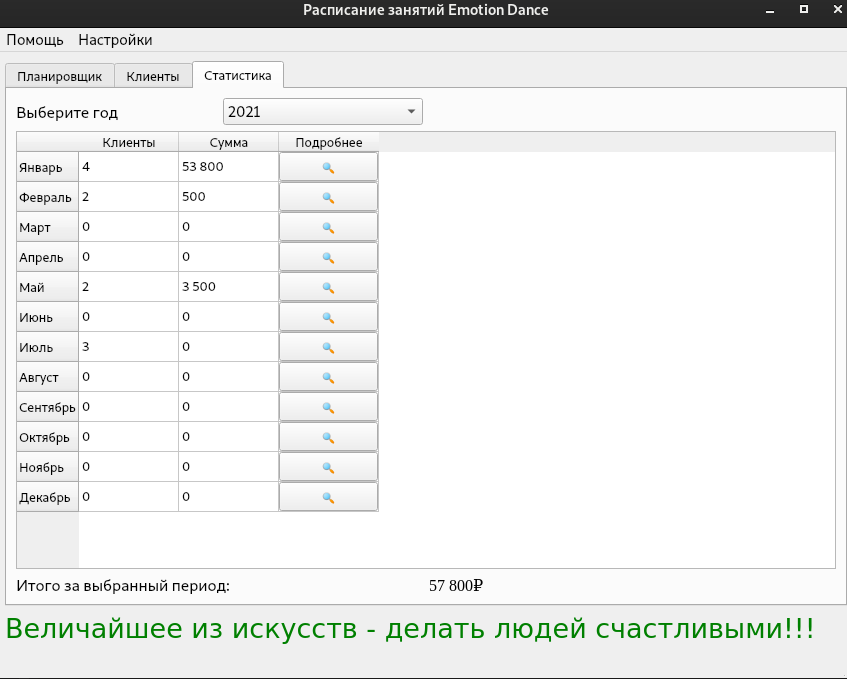 Расписание занятий Emotion Dance
Помощь Настройки
Планировщик Клиенты Статистика
Выберите год 2021
Клиенты Сумма Подробнее
Январь 4 53 800
Февраль 2 500
Март 0 0
Апрель 0 0
Май 2 3 500
Июнь 0 0
Июль 3 0
Август 0 0
Сентябрь 0 0
Октябрь 0 0
Ноябрь 0 0
Декабрь 0 0
Итого за выбранный период: 57 800₽
Величайшее из искусств - делать людей счастливыми!!!